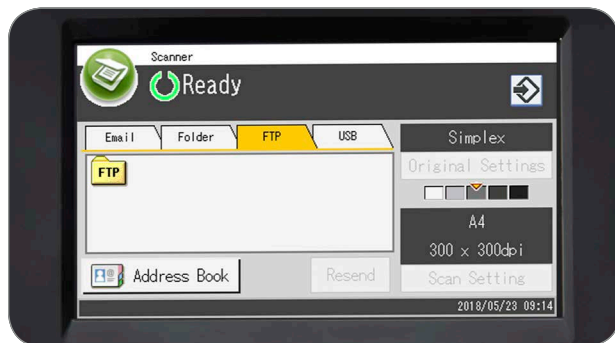 Scanner
Ready
Email Folder FTP USB
FTP
Address Book
Resend
Simplex
Original Settings
A4
300 x 300dpi
Scan Setting
2018/05/23 09:14